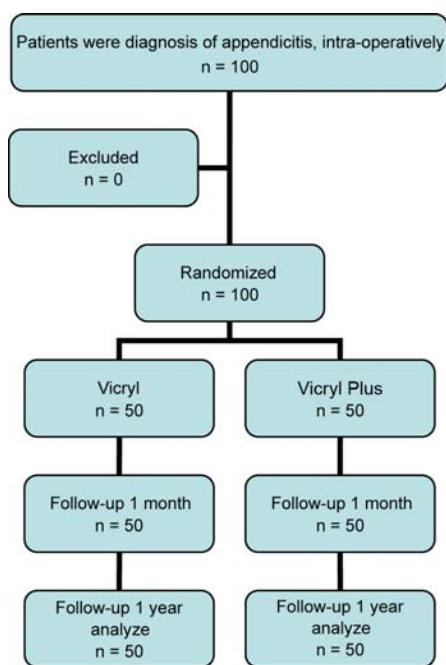 Patients were diagnosis of appendicitis, intra-operatively
n = 100
Excluded
n = 0
Randomized
n = 100
Vicryl
n = 50
Vicryl Plus
n = 50
Follow-up 1 month
n = 50
Follow-up 1 month
n = 50
Follow-up 1 year
analyze
n = 50
Follow-up 1 year
analyze
n = 50